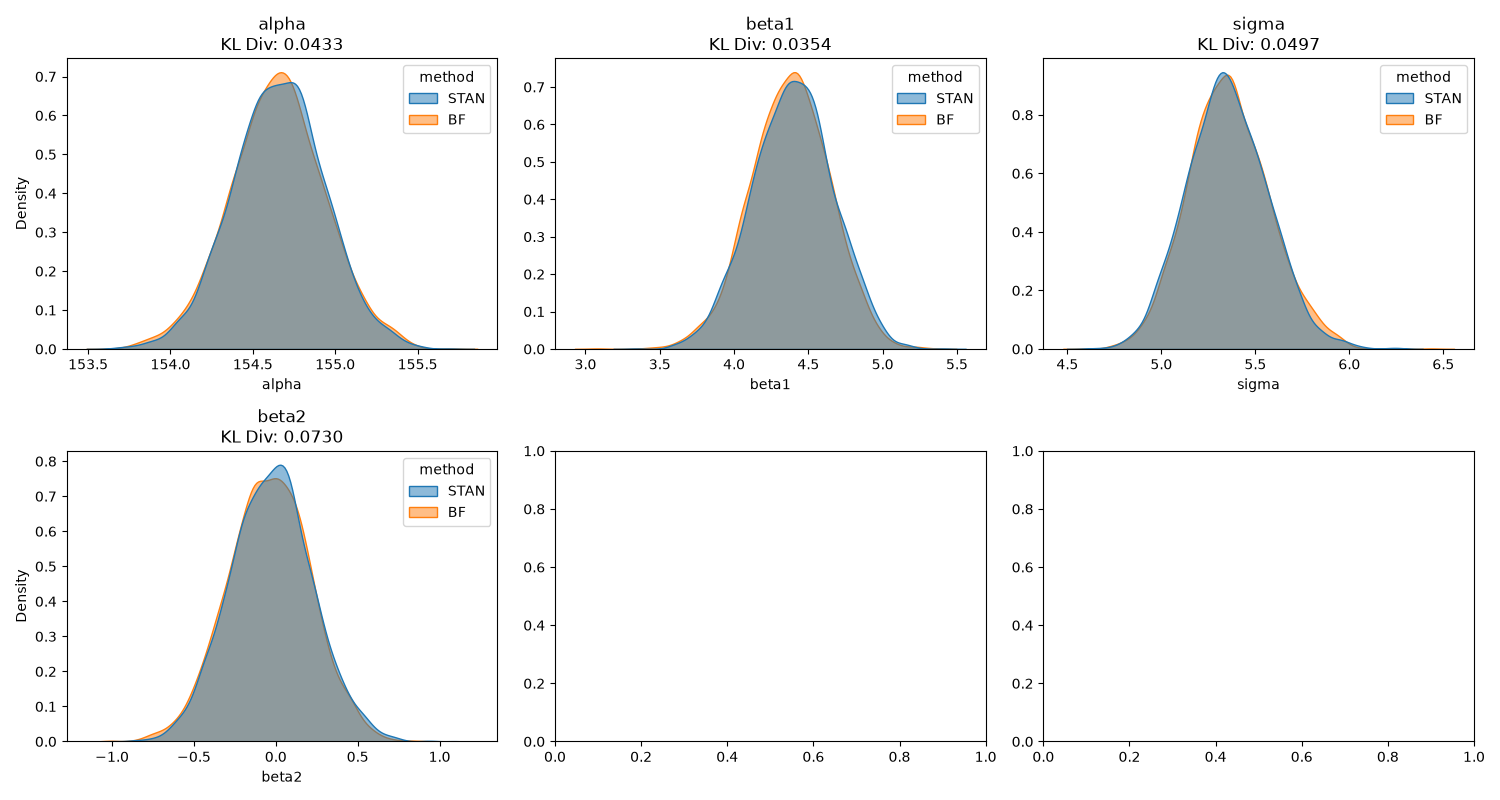 alpha
KL Div: 0.0433
0.7
0.6
0.5
0.4
0.3
0.2
0.1
0.0
Density
153.5 154.0 154.5 155.0 155.5
alpha
method
STAN
BF
beta1
KL Div: 0.0354
0.7
0.6
0.5
0.4
0.3
0.2
0.1
0.0
3.0 3.5 4.0 4.5 5.0 5.5
beta1
method
STAN
BF
sigma
KL Div: 0.0497
0.8
0.6
0.4
0.2
0.0
4.5 5.0 5.5 6.0 6.5
sigma
method
STAN
BF
beta2
KL Div: 0.0730
0.8
0.7
0.6
0.5
0.4
0.3
0.2
0.1
0.0
Density
−1.0 −0.5 0.0 0.5 1.0
beta2
method
STAN
BF
1.0
0.8
0.6
0.4
0.2
0.0
0.0 0.2 0.4 0.6 0.8 1.0
1.0
0.8
0.6
0.4
0.2
0.0
0.0 0.2 0.4 0.6 0.8 1.0